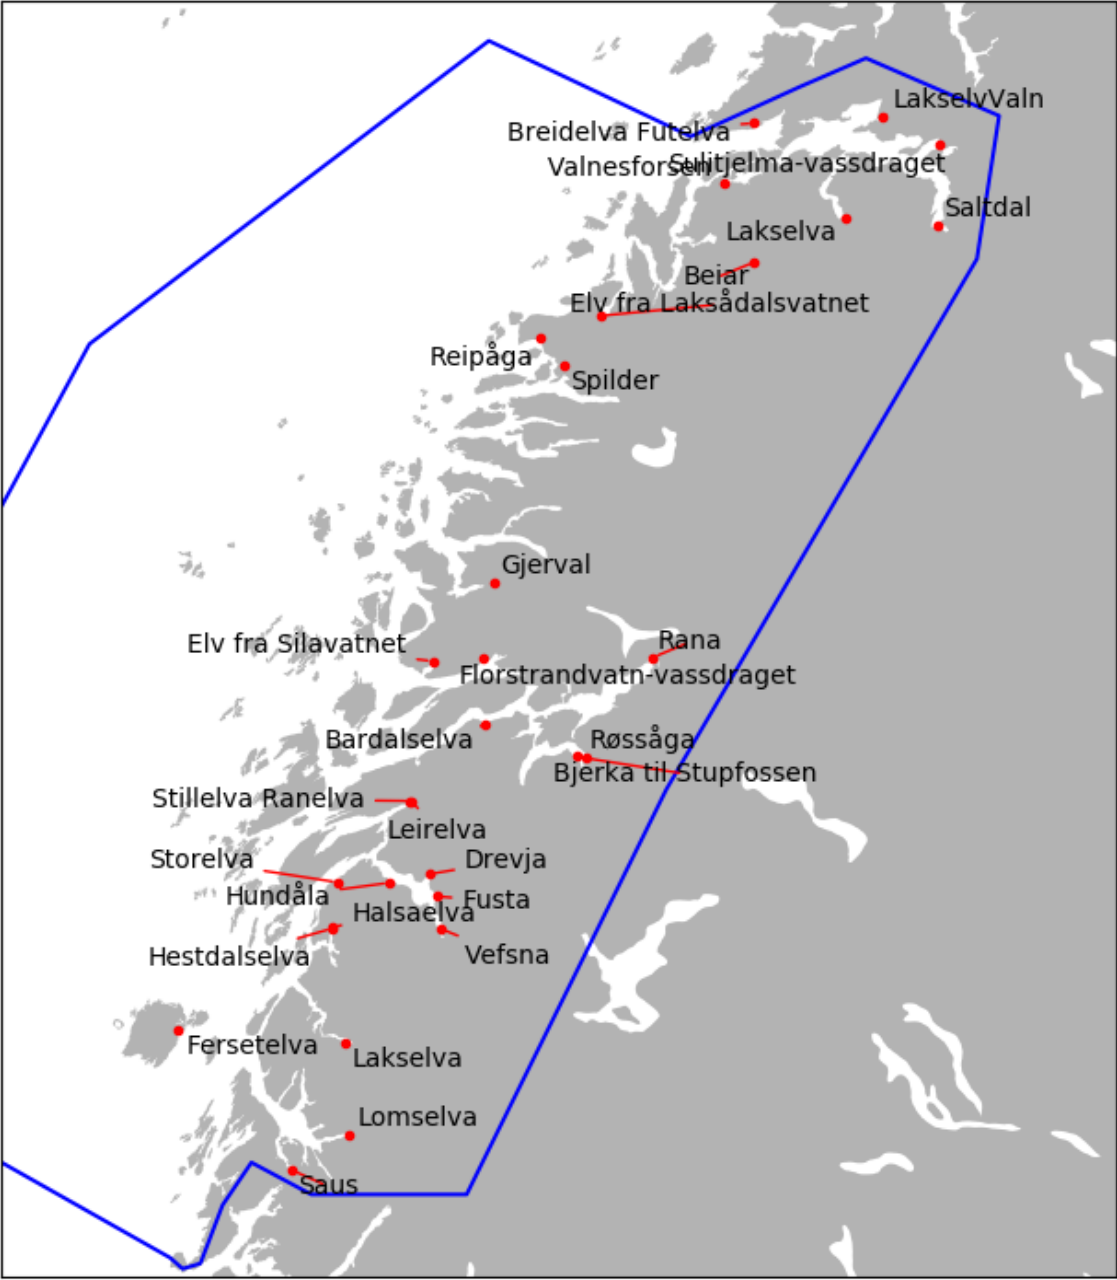 LakselvValn
Breidelva Futelva
Valnesforsen
Sulitjelma-vassdraget
Saltdal
Lakselva
Beiar
Elv fra Laksådalsvatnet
Reipåga
Spilder
Gjerval
Elv fra Silavatnet
Rana
Florstrandvatn-vassdraget
Bardalselva
Røssåga
Bjerka til Stupfossen
Stillelva Ranelva
Leirelva
Storelva
Drevja
Hundåla
Fusta
Halsaelva
Hestdalselva
Vefsna
Fersetelva
Lakselva
Lomselva
Saus